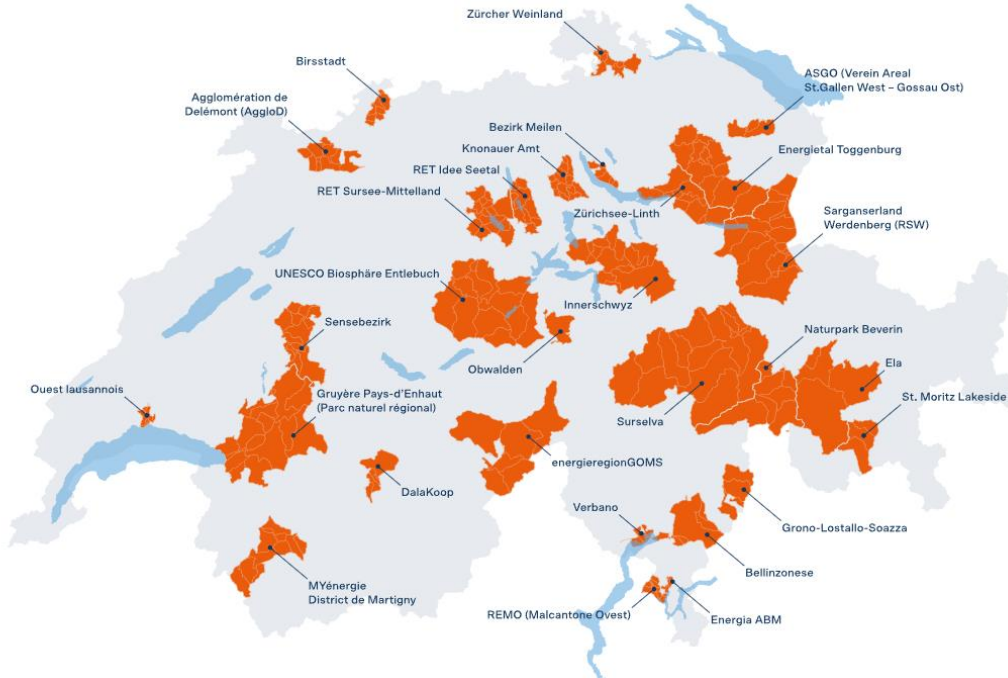 Zürcher Weinland
Birsstadt
ASGO (Verein Areal
St.Gallen West – Gossau Ost)
Agglomération de
Delémont (AggloD)
Bezirk Meilen
Knonauer Amt
Energietal Toggenburg
RET Idee Seetal
RET Sursee-Mittelland
Zürichsee-Linth
Sarganserland
Werdenberg (RSW)
UNESCO Biosphäre Entlebuch
Innerschwyz
Sensebezirk
Naturpark Beverin
Obwalden
Ela
Ouest lausannois
Gruyère Pays-d'Enhaut
(Parc naturel régional)
St. Moritz Lakeside
Surselva
energieregionGOMS
DalaKoop
Verbano
Grono-Lostallo-Soazza
Bellinzonese
MYénergie
District de Martigny
REMO (Malcantone Ovest)
Energia ABM